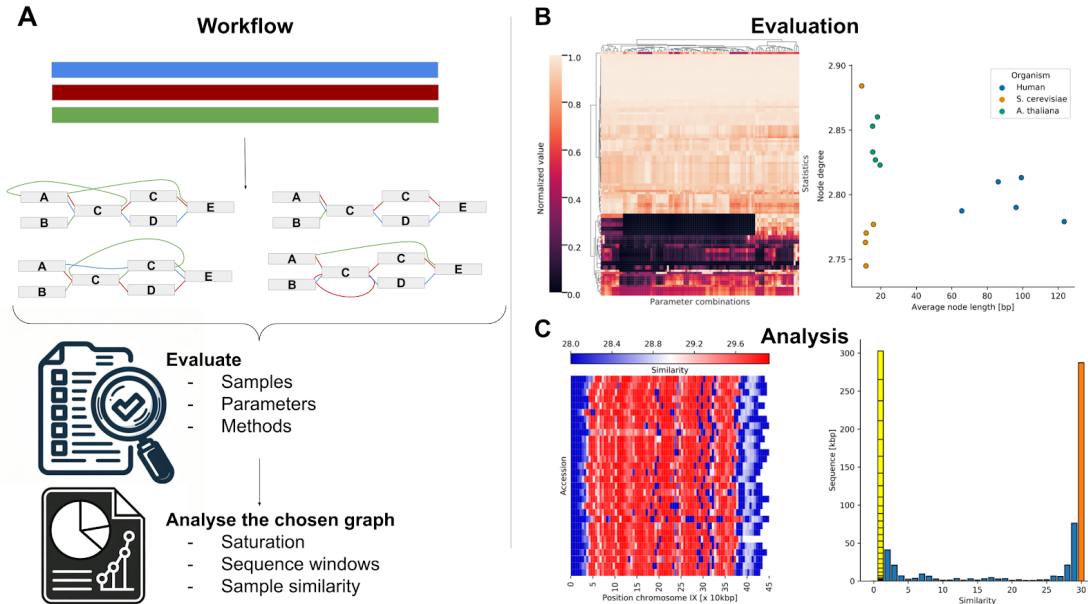 A
Workflow
A
C
B
C
D
E
A
B
C
C
D
E
A
B
C
C
D
E
A
B
C
C
D
E
Evaluate
- Samples
- Parameters
- Methods
Analyse the chosen graph
- Saturation
- Sequence windows
- Sample similarity
B
Evaluation
Normalized value
1.0
0.8
0.6
0.4
0.2
0.0
Statistics
Parameter combinations
Node degree
2.90
2.85
2.80
2.75
Organism
Human
S. cerevisiae
A. thaliana
20
40
60
80
100
120
Average node length [bp]
C
Analysis
28.0
28.4
28.8
29.2
29.6
Similarity
Accession
0
5
10
15
20
25
30
35
40
45
Position chromosome IX [x 10kbp]
Sequence [kbp]
300
250
200
150
100
50
0
0
5
10
15
20
25
30
Similarity